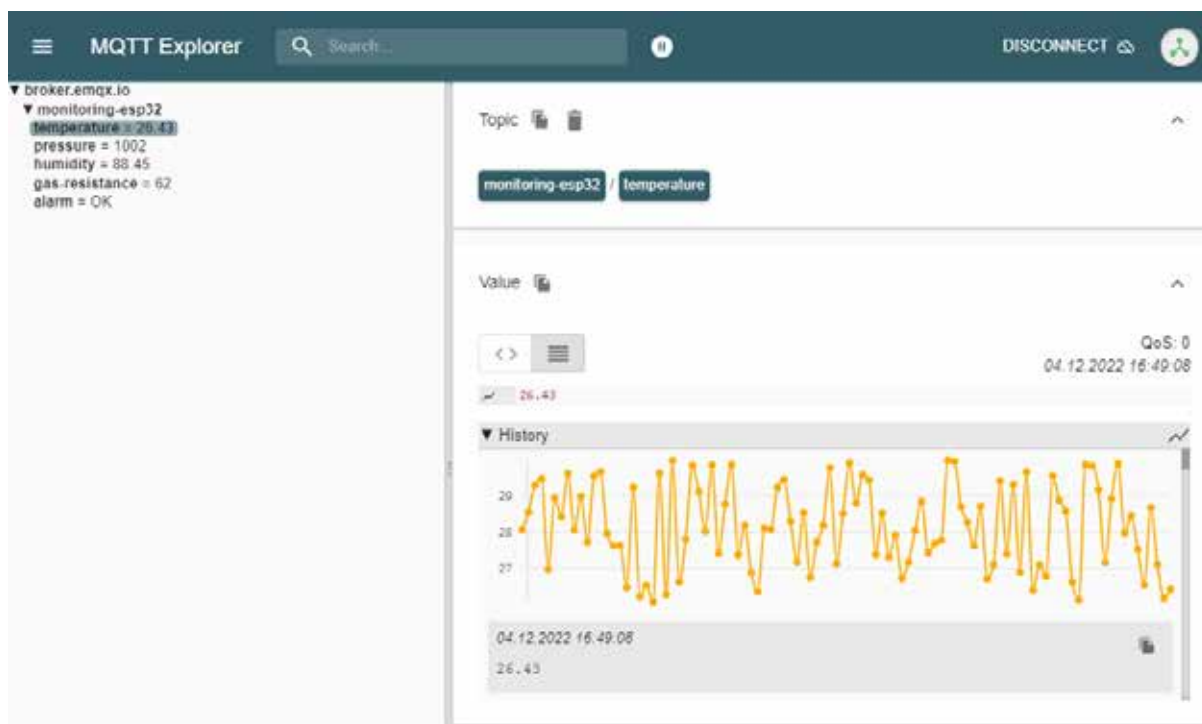 MQTT Explorer
Search...
DISCONNECT
broker.emqx.io
monitoring-esp32
temperature = 26.43
pressure = 1002
humidity = 88.45
gas-resistance = 62
alarm = OK
Topic
monitoring-esp32 / temperature
Value
QoS: 0
04.12.2022 16:49:08
26.43
History
29
28
27
04.12.2022 16:49:08
26.43